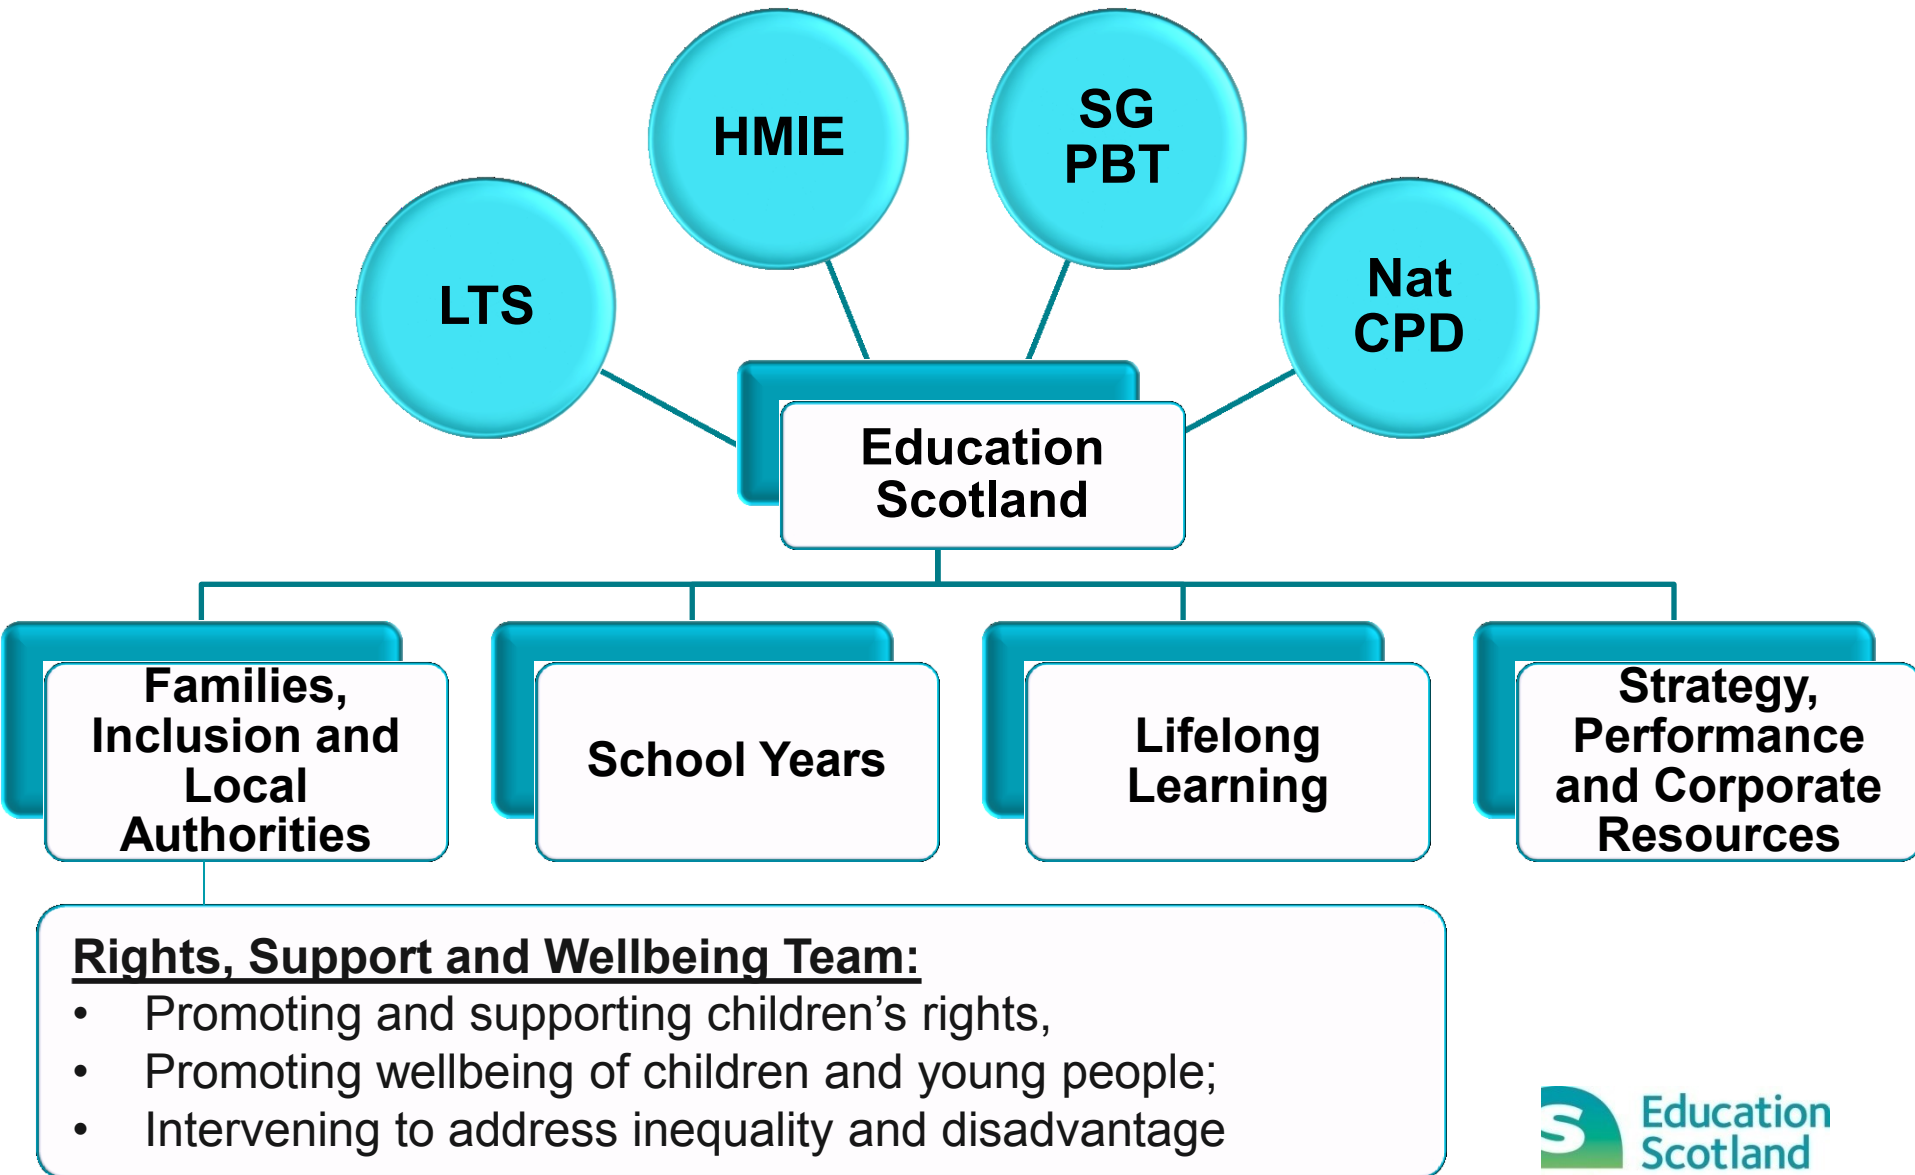 HMIE
SG
PBT
LTS
Nat
CPD
Education
Scotland
Families,
Inclusion and
Local
Authorities
School Years
Lifelong
Learning
Strategy,
Performance
and Corporate
Resources
Rights, Support and Wellbeing Team:
• Promoting and supporting children’s rights,
• Promoting wellbeing of children and young people;
• Intervening to address inequality and disadvantage
S
Education
Scotland